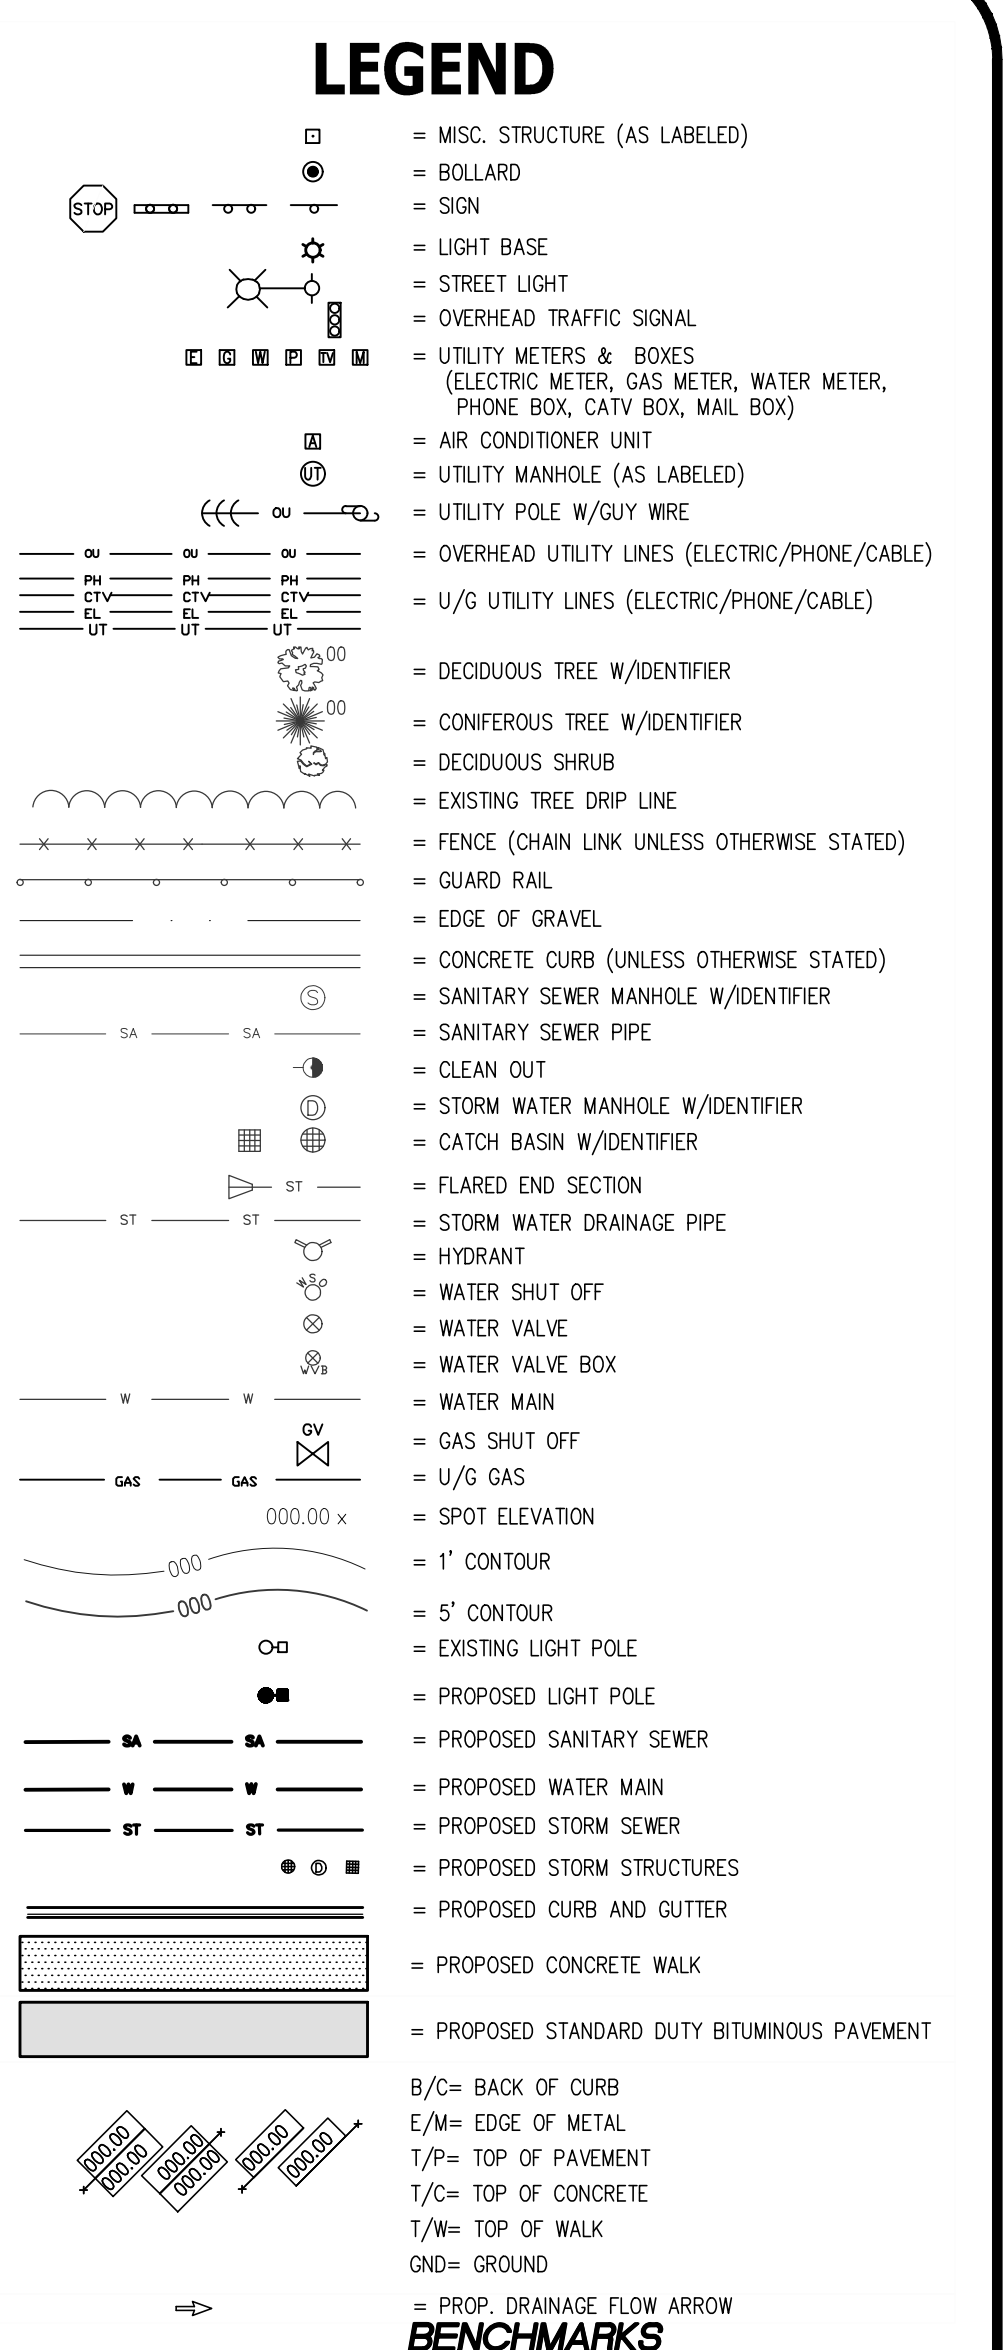 LEGEND
= MISC. STRUCTURE (AS LABELED)
= BOLLARD
STOP = SIGN
= LIGHT BASE
= STREET LIGHT
= OVERHEAD TRAFFIC SIGNAL
E G W P TV M = UTILITY METERS & BOXES
(ELECTRIC METER, GAS METER, WATER METER,
PHONE BOX, CATV BOX, MAIL BOX)
A = AIR CONDITIONER UNIT
UT = UTILITY MANHOLE (AS LABELED)
OU = UTILITY POLE W/GUY WIRE
OU OU OU = OVERHEAD UTILITY LINES (ELECTRIC/PHONE/CABLE)
PH PH PH
CTV CTV CTV = U/G UTILITY LINES (ELECTRIC/PHONE/CABLE)
EL EL EL
UT UT UT
00 = DECIDUOUS TREE W/IDENTIFIER
00 = CONIFEROUS TREE W/IDENTIFIER
= DECIDUOUS SHRUB
= EXISTING TREE DRIP LINE
= FENCE (CHAIN LINK UNLESS OTHERWISE STATED)
= GUARD RAIL
= EDGE OF GRAVEL
= CONCRETE CURB (UNLESS OTHERWISE STATED)
S = SANITARY SEWER MANHOLE W/IDENTIFIER
SA SA = SANITARY SEWER PIPE
= CLEAN OUT
D = STORM WATER MANHOLE W/IDENTIFIER
= CATCH BASIN W/IDENTIFIER
ST = FLARED END SECTION
ST ST = STORM WATER DRAINAGE PIPE
= HYDRANT
WSO = WATER SHUT OFF
= WATER VALVE
WVB = WATER VALVE BOX
W W = WATER MAIN
GV = GAS SHUT OFF
GAS GAS = U/G GAS
000.00 x = SPOT ELEVATION
000 = 1' CONTOUR
000 = 5' CONTOUR
= EXISTING LIGHT POLE
= PROPOSED LIGHT POLE
SA SA = PROPOSED SANITARY SEWER
W W = PROPOSED WATER MAIN
ST ST = PROPOSED STORM SEWER
D = PROPOSED STORM STRUCTURES
= PROPOSED CURB AND GUTTER
= PROPOSED CONCRETE WALK
= PROPOSED STANDARD DUTY BITUMINOUS PAVEMENT
000.00 000.00 000.00 000.00 000.00 000.00
B/C= BACK OF CURB
E/M= EDGE OF METAL
T/P= TOP OF PAVEMENT
T/C= TOP OF CONCRETE
T/W= TOP OF WALK
GND= GROUND
= PROP. DRAINAGE FLOW ARROW
BENCHMARKS